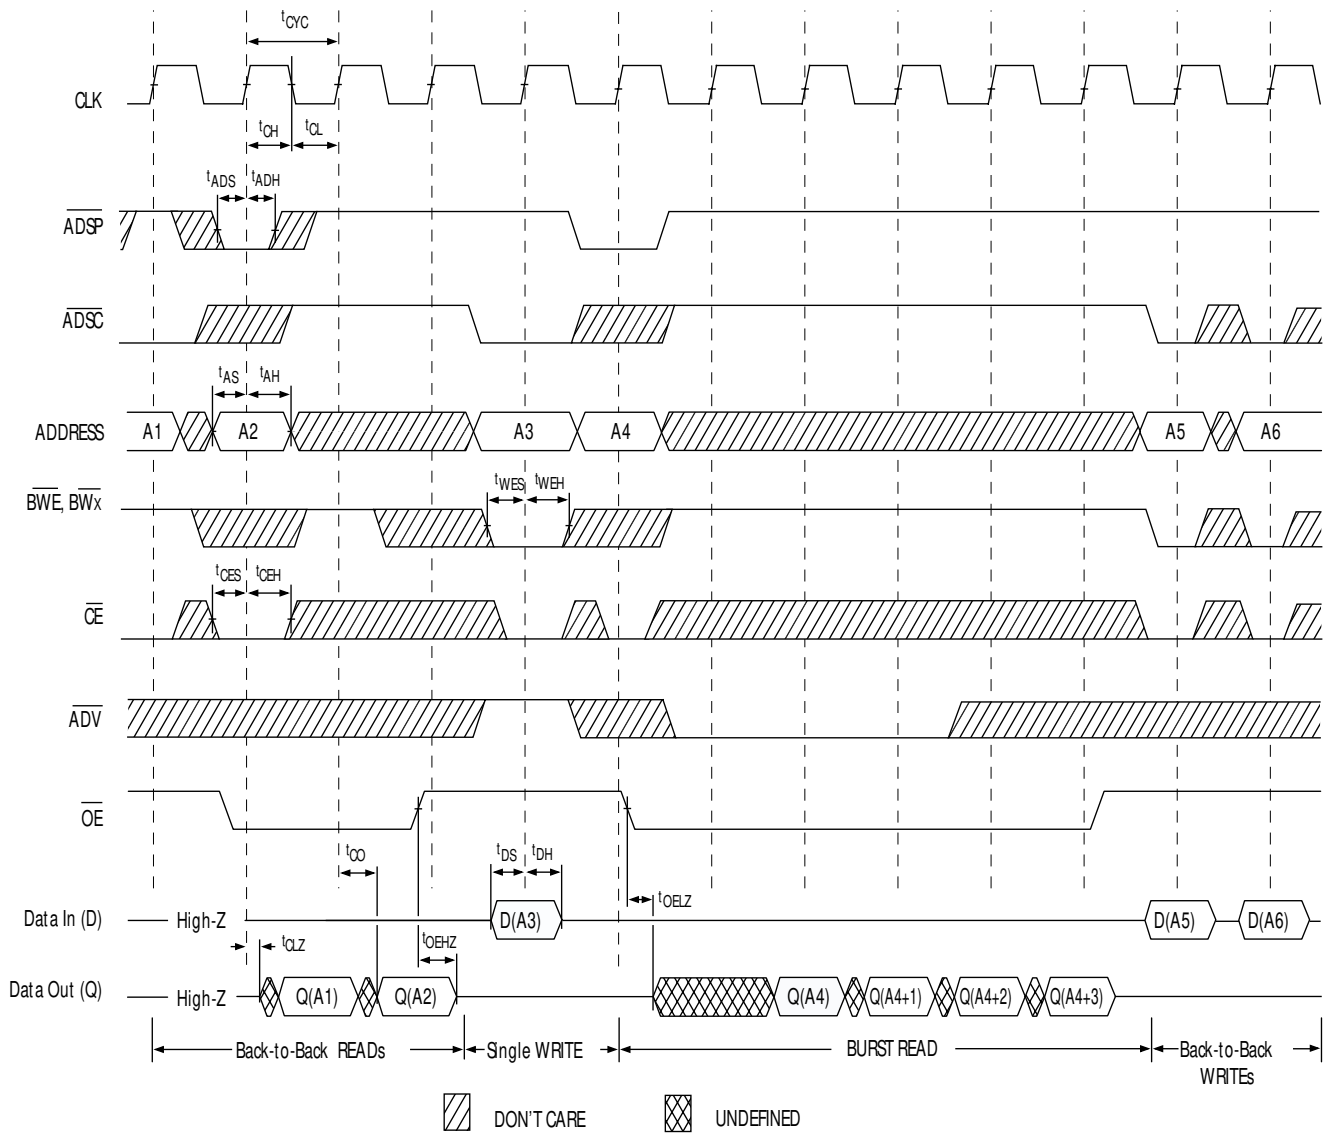 tCYC
CLK
tCH tCL
tADS tADH
ADSP
ADSC
tAS tAH
ADDRESS A1 A2 A3 A4 A5 A6
tWES tWEH
BWE, BWx
tCES tCEH
CE
ADV
OE
tCO tDS tDH
tOELZ
Data In (D) High-Z D(A3) D(A5) D(A6)
tCLZ tOEHZ
Data Out (Q) High-Z Q(A1) Q(A2) Q(A4) Q(A4+1) Q(A4+2) Q(A4+3)
Back-to-Back READs Single WRITE BURST READ Back-to-Back
WRITEs
DON'T CARE UNDEFINED